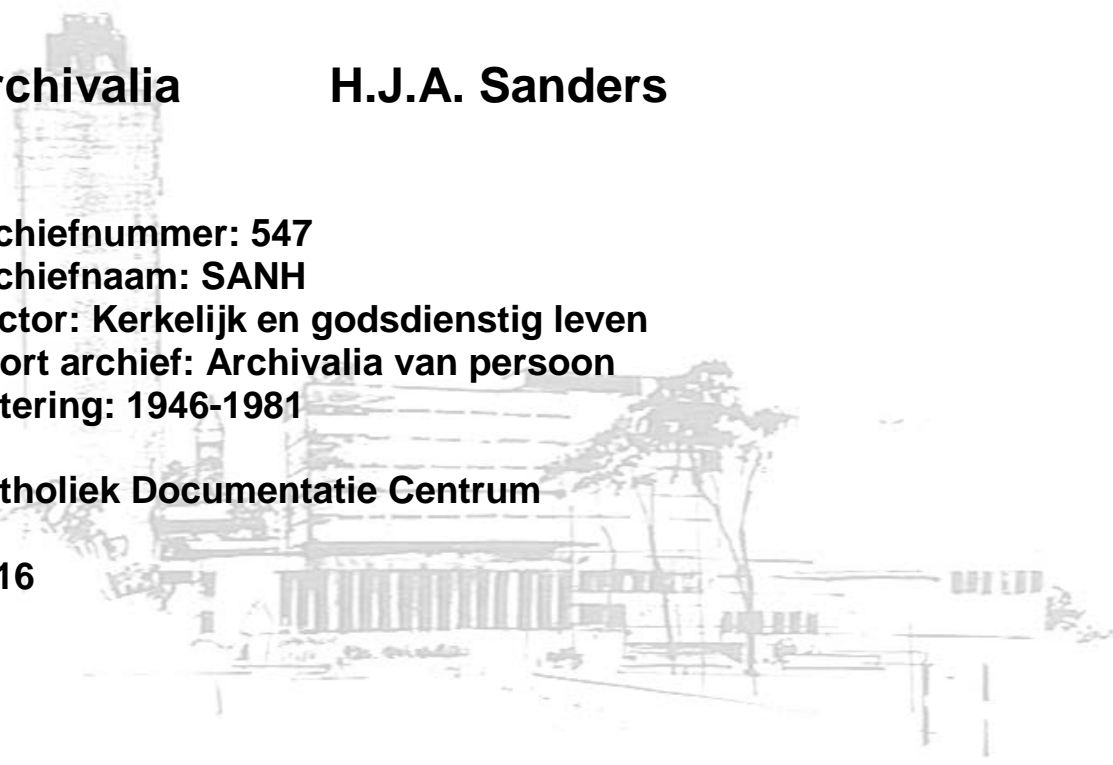 rchivalia H.J.A. Sanders
chiefnummer: 547
chiefnaam: SANH
ctor: Kerkelijk en godsdienstig leven
ort archief: Archivalia van persoon
tering: 1946-1981
tholiek Documentatie Centrum
16